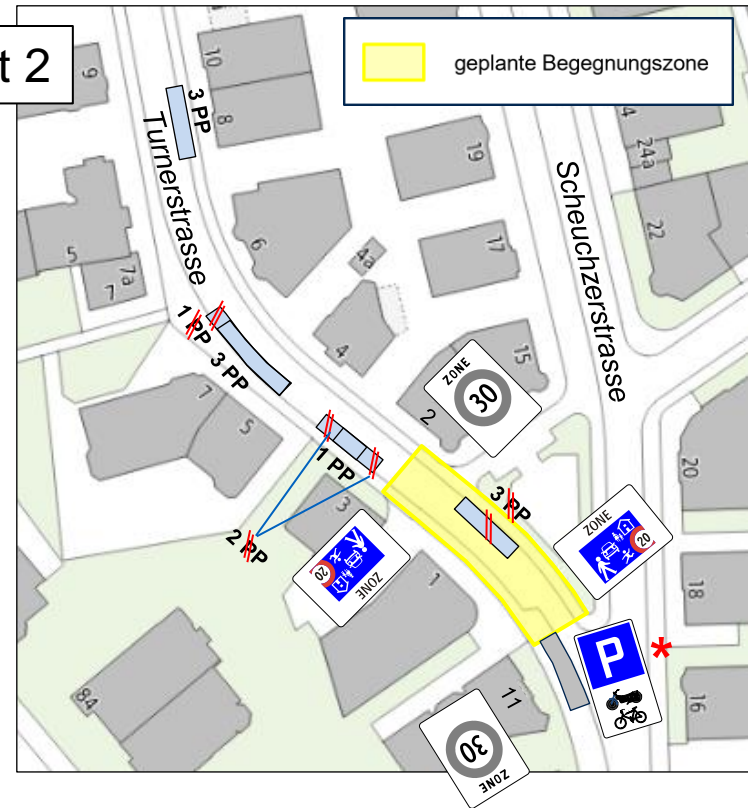 t 2
geplante Begegnungszone
9
10
8
3 PP
Turnerstrasse
5
7a
7
6
4a
4
19
17
15
2
Scheuchzerstrasse
4
24a
22
20
18
16
1 PP
3 PP
7
5
1 PP
2 PP
3
1
3 PP
ZONE
30
ZONE
20
20
ZONE
P
*
11
84
30
ZONE